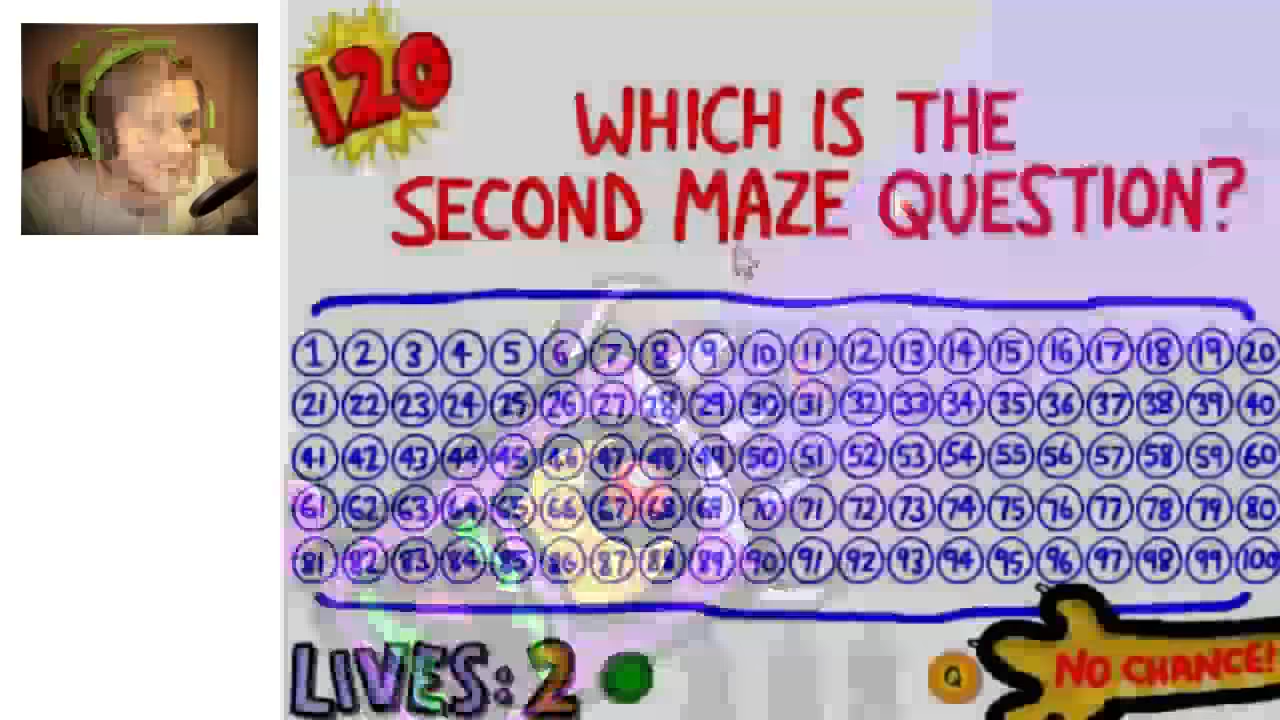 120
WHICH IS THE
SECOND MAZE QUESTION?
1 2 3 4 5 6 7 8 9 10 11 12 13 14 15 16 17 18 19 20
21 22 23 24 25 26 27 28 29 30 31 32 33 34 35 36 37 38 39 40
41 42 43 44 45 46 47 48 49 50 51 52 53 54 55 56 57 58 59 60
61 62 63 64 65 66 67 68 69 70 71 72 73 74 75 76 77 78 79 80
81 82 83 84 85 86 87 88 89 90 91 92 93 94 95 96 97 98 99 100
LIVES: 2 Q NO CHANCE!